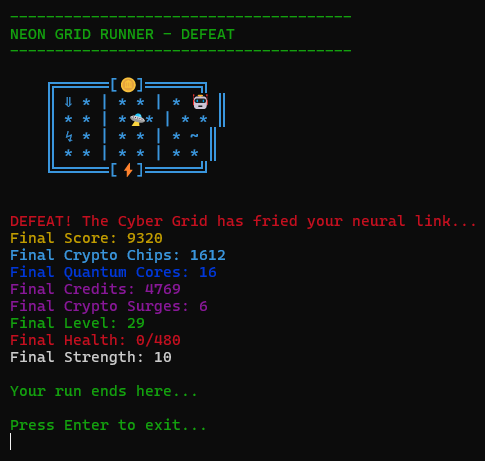 --------------------------------------
NEON GRID RUNNER - DEFEAT
--------------------------------------
╔══════[🪙]══════╗
║ ⇓ * | * * | * 🤖 ║
║ * * | *🛸* | * * ║
║ ↯ * | * * | * ~ ║
║ * * | * * | * * ║
╚══════[⚡]══════╝
DEFEAT! The Cyber Grid has fried your neural link...
Final Score: 9320
Final Crypto Chips: 1612
Final Quantum Cores: 16
Final Credits: 4769
Final Crypto Surges: 6
Final Level: 29
Final Health: 0/480
Final Strength: 10
Your run ends here...
Press Enter to exit...